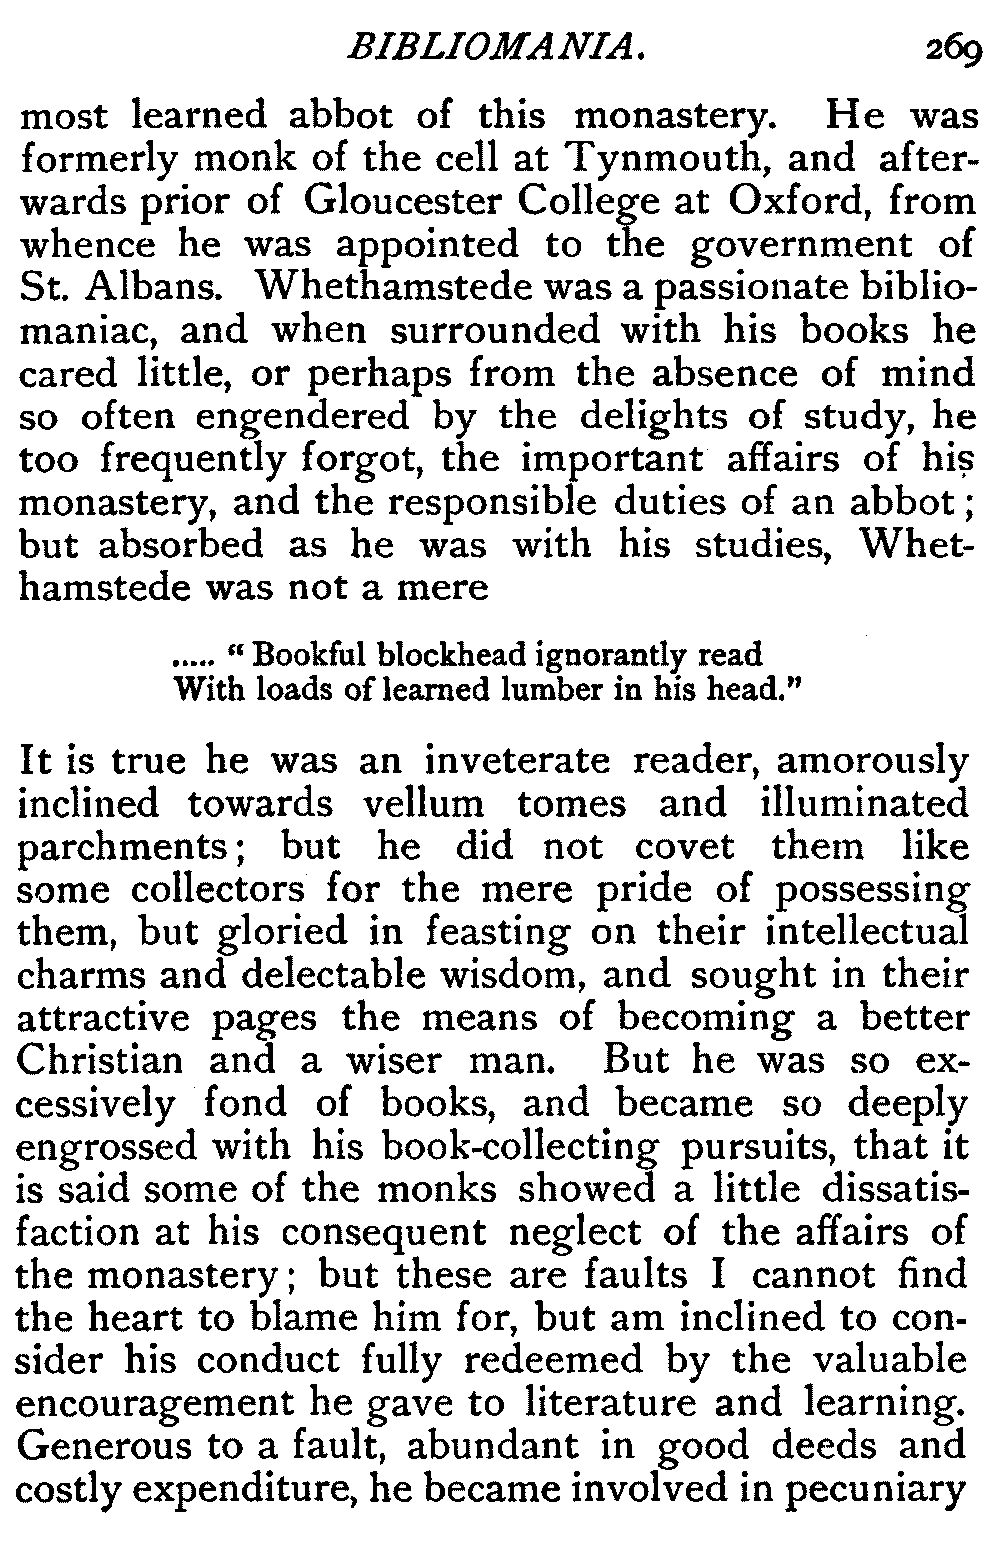 BIBLIOMANIA. 269
most learned abbot of this monastery. He was
formerly monk of the cell at Tynmouth, and after-
wards prior of Gloucester College at Oxford, from
whence he was appointed to the government of
St. Albans. Whethamstede was a passionate biblio-
maniac, and when surrounded with his books he
cared little, or perhaps from the absence of mind
so often engendered by the delights of study, he
too frequently forgot, the important affairs of his
monastery, and the responsible duties of an abbot ;
but absorbed as he was with his studies, Whet-
hamstede was not a mere
..... “ Bookful blockhead ignorantly read
With loads of learned lumber in his head.”
It is true he was an inveterate reader, amorously
inclined towards vellum tomes and illuminated
parchments ; but he did not covet them like
some collectors for the mere pride of possessing
them, but gloried in feasting on their intellectual
charms and delectable wisdom, and sought in their
attractive pages the means of becoming a better
Christian and a wiser man. But he was so ex-
cessively fond of books, and became so deeply
engrossed with his book-collecting pursuits, that it
is said some of the monks showed a little dissatis-
faction at his consequent neglect of the affairs of
the monastery ; but these are faults I cannot find
the heart to blame him for, but am inclined to con-
sider his conduct fully redeemed by the valuable
encouragement he gave to literature and learning.
Generous to a fault, abundant in good deeds and
costly expenditure, he became involved in pecuniary